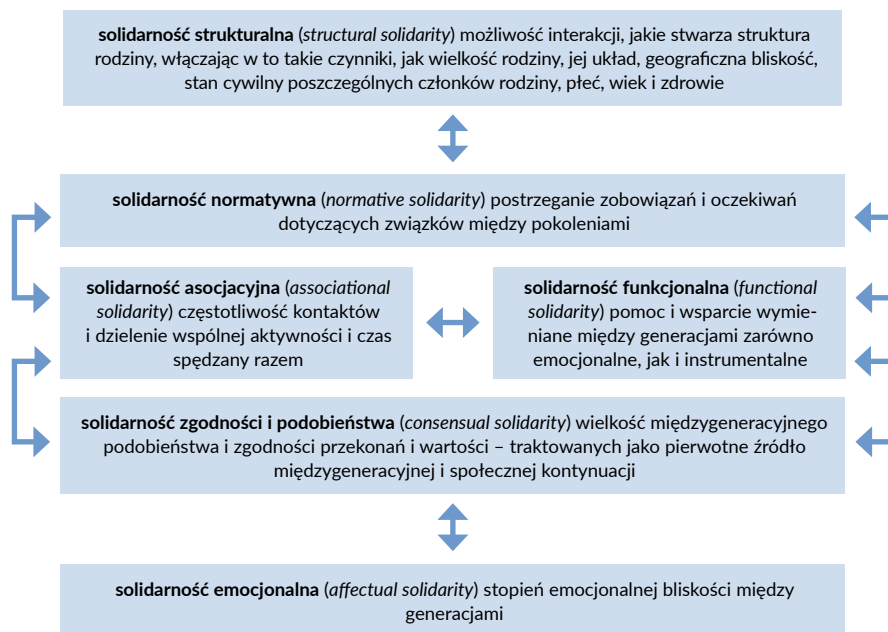 solidarność strukturalna (structural solidarity) możliwość interakcji, jakie stwarza struktura
rodziny, włączając w to takie czynniki, jak wielkość rodziny, jej układ, geograficzna bliskość,
stan cywilny poszczególnych członków rodziny, płeć, wiek i zdrowie
solidarność normatywna (normative solidarity) postrzeganie zobowiązań i oczekiwań
dotyczących związków między pokoleniami
solidarność asocjacyjna (associational
solidarity) częstotliwość kontaktów
i dzielenie wspólnej aktywności i czas
spędzany razem
solidarność funkcjonalna (functional
solidarity) pomoc i wsparcie wymie-
niane między generacjami zarówno
emocjonalne, jak i instrumentalne
solidarność zgodności i podobieństwa (consensual solidarity) wielkość międzygeneracyjnego
podobieństwa i zgodności przekonań i wartości – traktowanych jako pierwotne źródło
międzygeneracyjnej i społecznej kontynuacji
solidarność emocjonalna (affectual solidarity) stopień emocjonalnej bliskości między
generacjami